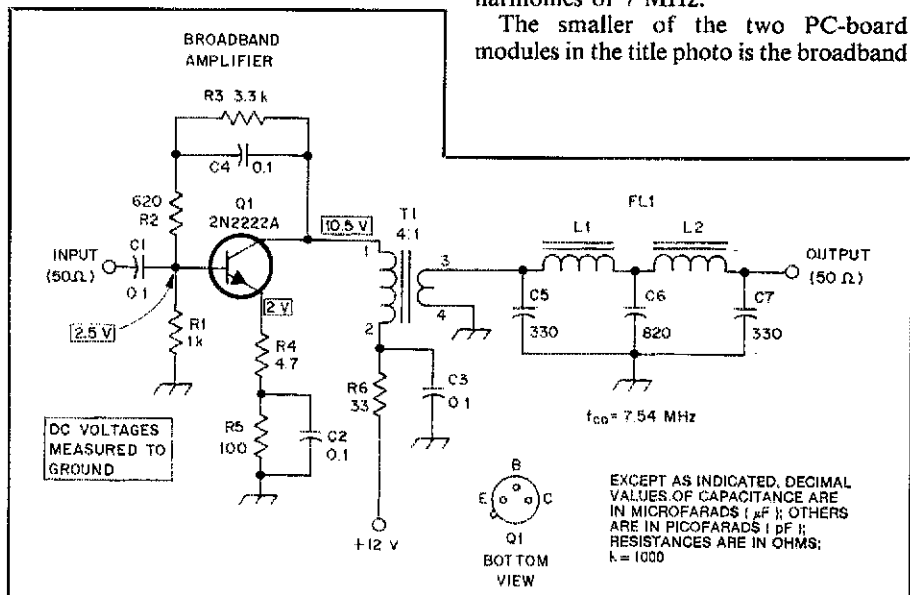 harmonics of 7 MHz.
The smaller of the two PC-board
modules in the title photo is the broadband
BROADBAND
AMPLIFIER
R3 3.3 k
C4 0.1
620
R2
Q1
2N2222A
10.5 V
T1
4:1
FL1
L1
L2
INPUT
(50Ω)
C1
0.1
1
2
3
4
OUTPUT
(50 Ω)
2.5 V
2 V
R1
1k
R4
4.7
C5
330
C6
820
C7
330
R6
33
C3
0.1
R5
100
C2
0.1
fco = 7.54 MHz
DC VOLTAGES
MEASURED TO
GROUND
+12 V
B
E
C
Q1
BOTTOM
VIEW
EXCEPT AS INDICATED, DECIMAL
VALUES OF CAPACITANCE ARE
IN MICROFARADS (μF); OTHERS
ARE IN PICOFARADS (pF);
RESISTANCES ARE IN OHMS;
k = 1000